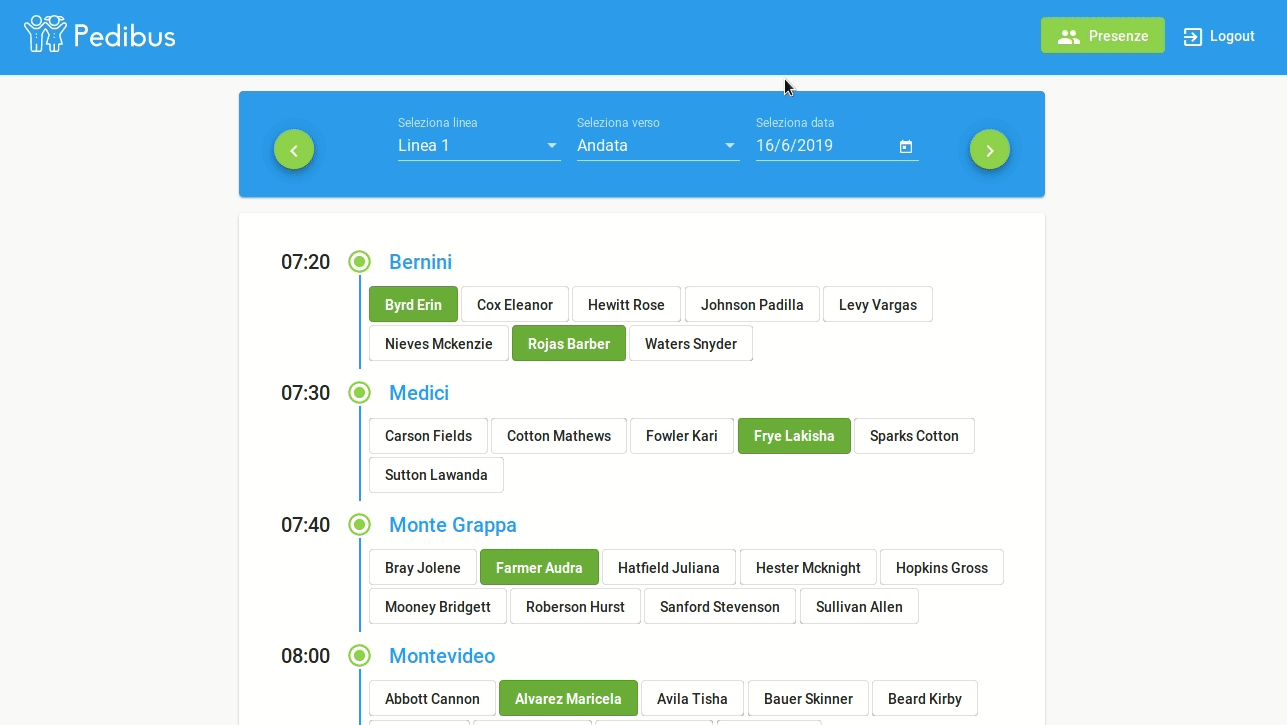 Pedibus
Presenze
Logout
Seleziona linea
Seleziona verso
Seleziona data
Linea 1
Andata
16/6/2019
07:20 Bernini
Byrd Erin Cox Eleanor Hewitt Rose Johnson Padilla Levy Vargas
Nieves Mckenzie Rojas Barber Waters Snyder
07:30 Medici
Carson Fields Cotton Mathews Fowler Kari Frye Lakisha Sparks Cotton
Sutton Lawanda
07:40 Monte Grappa
Bray Jolene Farmer Audra Hatfield Juliana Hester Mcknight Hopkins Gross
Mooney Bridgett Roberson Hurst Sanford Stevenson Sullivan Allen
08:00 Montevideo
Abbott Cannon Alvarez Maricela Avila Tisha Bauer Skinner Beard Kirby